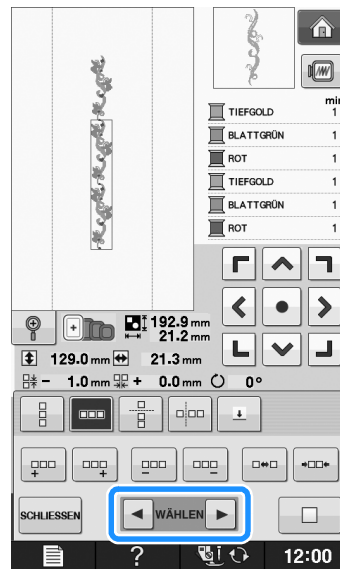 min
TIEFGOLD 1
BLATTGRÜN 1
ROT 1
TIEFGOLD 1
BLATTGRÜN 1
ROT 1
192.9 mm
21.2 mm
129.0 mm 21.3 mm
- 1.0 mm + 0.0 mm 0°
+ + - -
SCHLIESSEN WÄHLEN
? 12:00